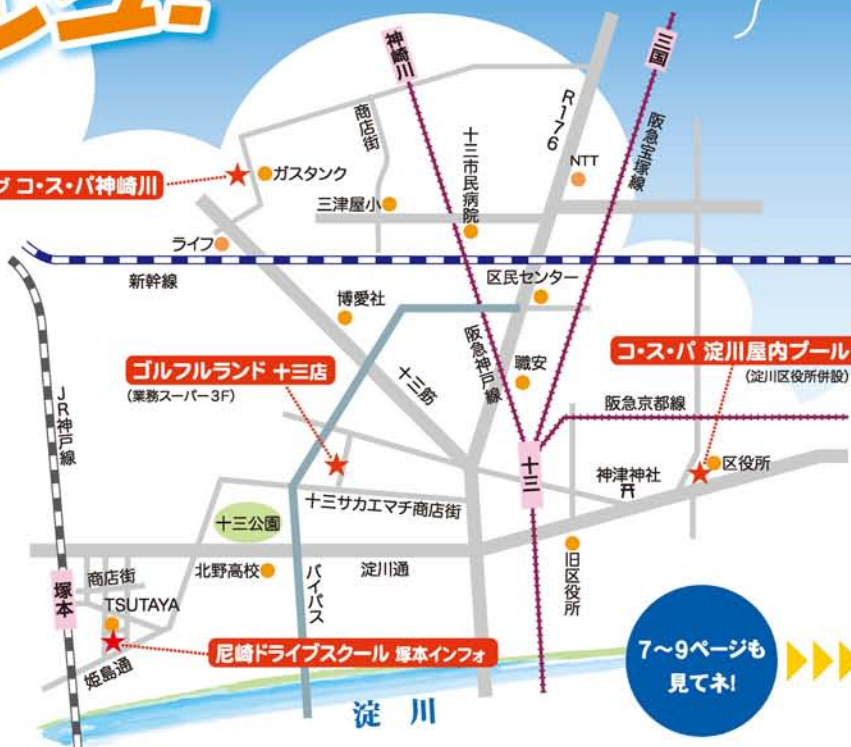 神崎川
三国
商店街
R176
阪急宝塚線
NTT
十三市民病院
ガスタンク
コ・ス・パ神崎川
三津屋小
ライフ
新幹線
区民センター
博愛社
阪急神戸線
職安
コ・ス・パ 淀川屋内プール
(淀川区役所併設)
ゴルフルランド 十三店
(業務スーパー3F)
十三筋
阪急京都線
JR神戸線
十三
神津神社
区役所
十三サカエマチ商店街
十三公園
北野高校
バイパス
淀川通
旧区役所
塚本
商店街
TSUTAYA
尼崎ドライブスクール 塚本インフォ
姫島通
淀川
7〜9ページも
見てネ!